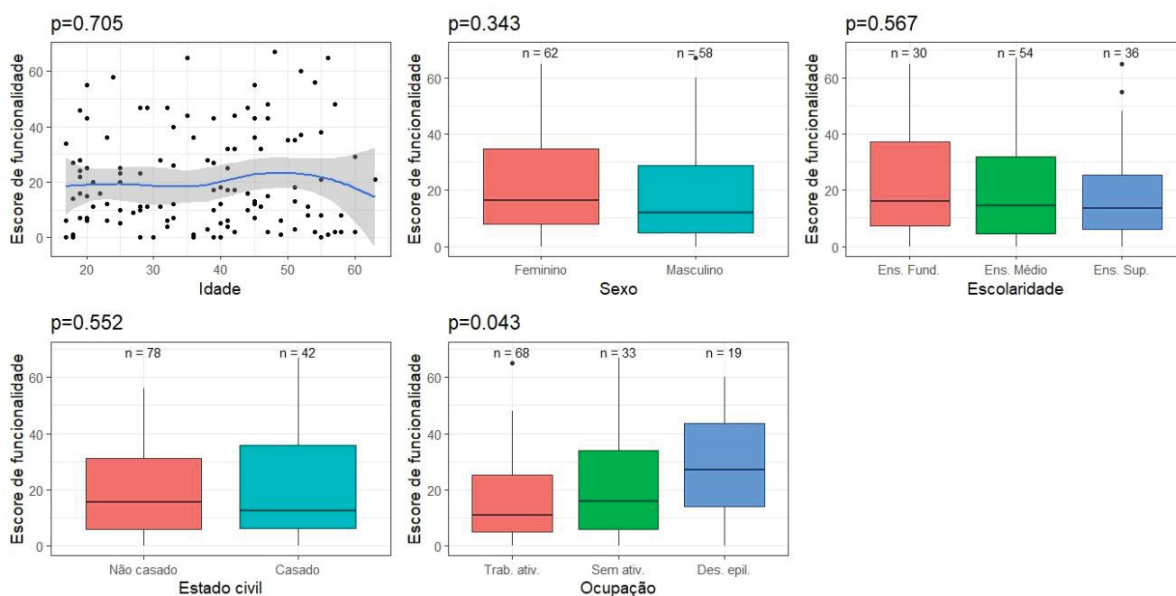 p=0.705
Escore de funcionalidade
60
40
20
0
20
30
40
50
60
Idade
p=0.343
Escore de funcionalidade
60
40
20
0
n = 62
n = 58
Feminino
Masculino
Sexo
p=0.567
Escore de funcionalidade
60
40
20
0
n = 30
n = 54
n = 36
Ens. Fund.
Ens. Médio
Ens. Sup.
Escolaridade
p=0.552
Escore de funcionalidade
60
40
20
0
n = 78
n = 42
Não casado
Casado
Estado civil
p=0.043
Escore de funcionalidade
60
40
20
0
n = 68
n = 33
n = 19
Trab. ativ.
Sem ativ.
Des. epil.
Ocupação